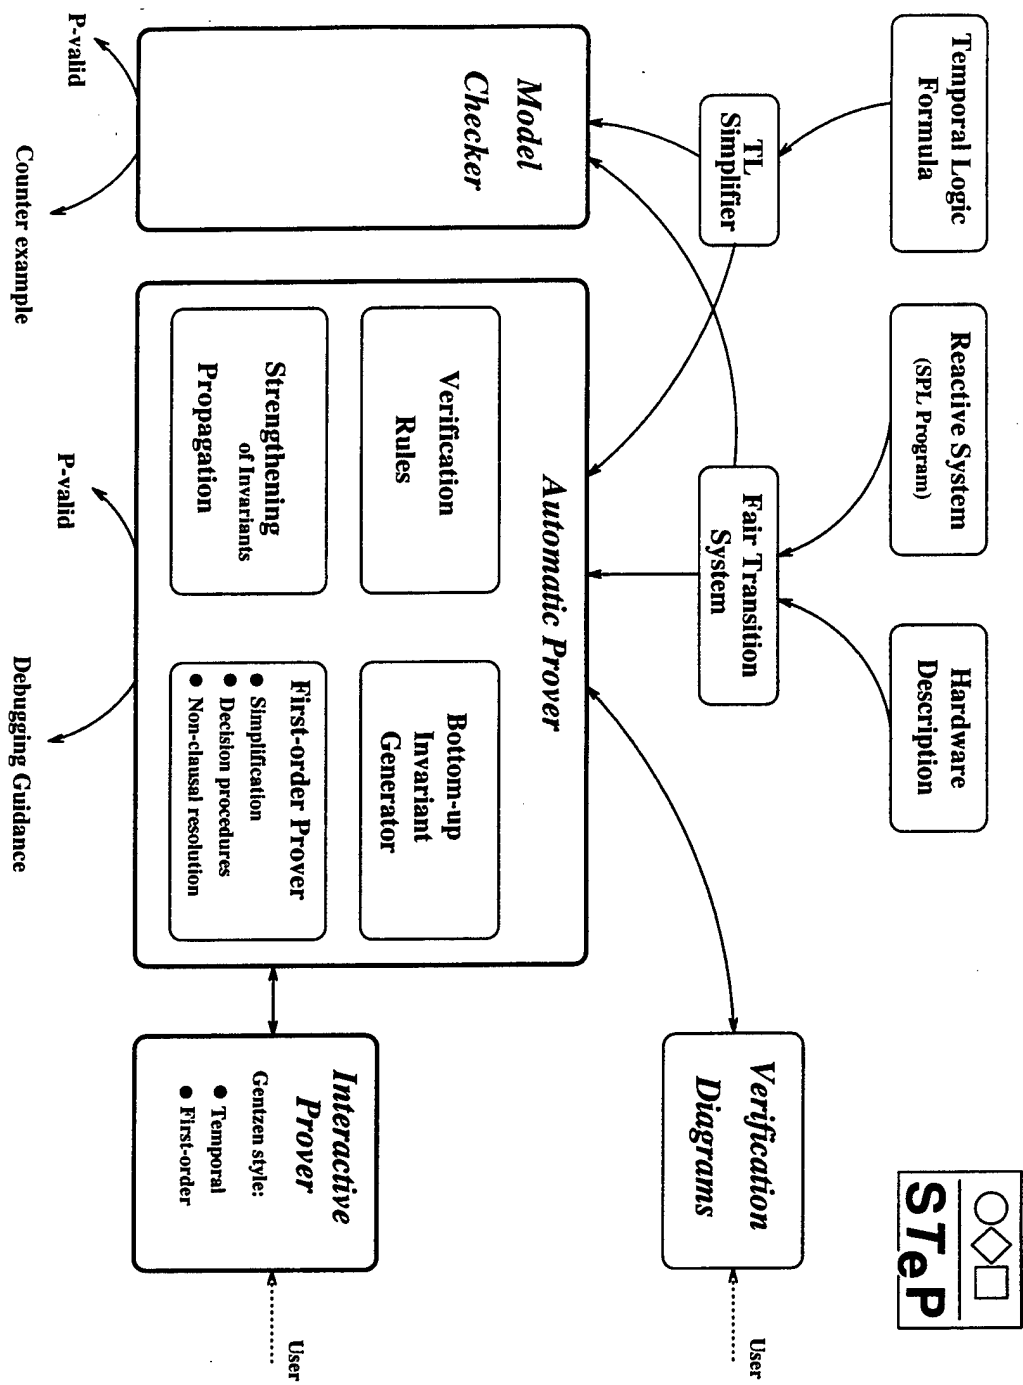 Temporal Logic
Formula
Reactive System
(SPL Program)
Hardware
Description
STeP
TL
Simplifier
Fair Transition
System
Verification
Diagrams
User
Model
Checker
Automatic Prover
Verification
Rules
Bottom-up
Invariant
Generator
Strengthening
of Invariants
Propagation
First-order Prover
● Simplification
● Decision procedures
● Non-clausal resolution
Interactive
Prover
Gentzen style:
● Temporal
● First-order
User
P-valid
Counter example
P-valid
Debugging Guidance